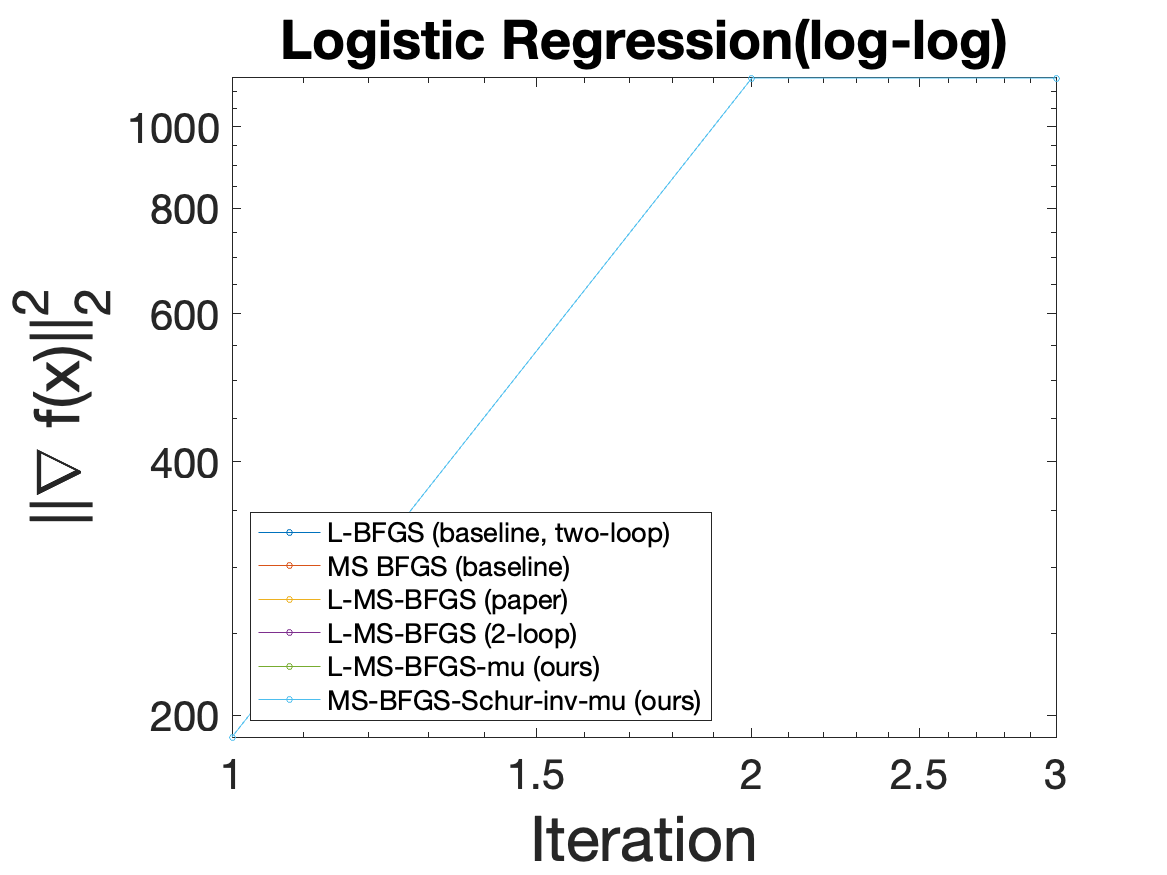 Logistic Regression(log-log)
1000
800
600
400
200
||∇ f(x)||₂²
L-BFGS (baseline, two-loop)
MS BFGS (baseline)
L-MS-BFGS (paper)
L-MS-BFGS (2-loop)
L-MS-BFGS-mu (ours)
MS-BFGS-Schur-inv-mu (ours)
1 1.5 2 2.5 3
Iteration